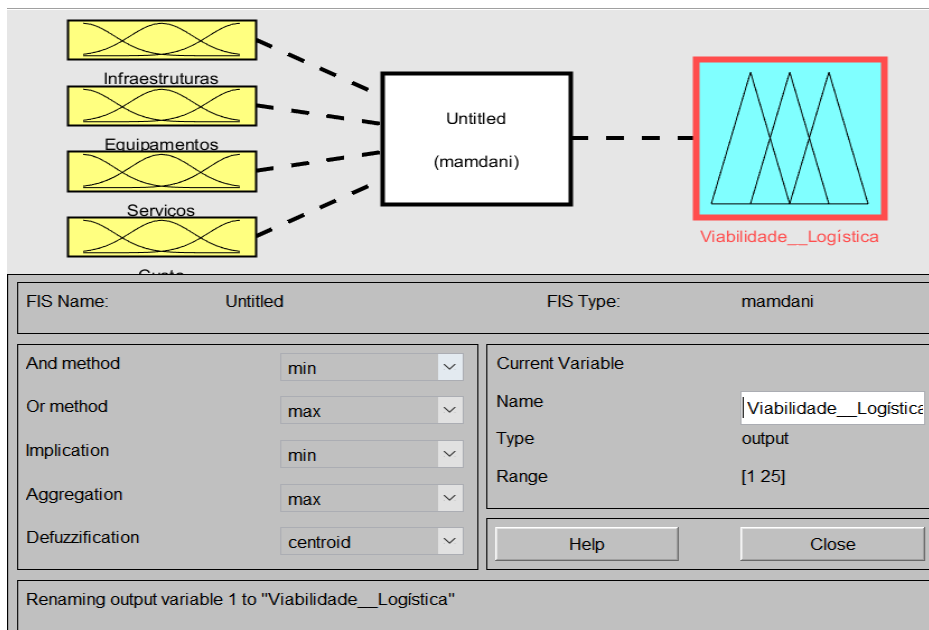 Infraestruturas
Equipamentos
Serviços
Untitled
(mamdani)
Viabilidade__Logística
FIS Name: Untitled FIS Type: mamdani
And method min
Or method max
Implication min
Aggregation max
Defuzzification centroid
Current Variable
Name Viabilidade__Logística
Type output
Range [1 25]
Help Close
Renaming output variable 1 to "Viabilidade__Logística"